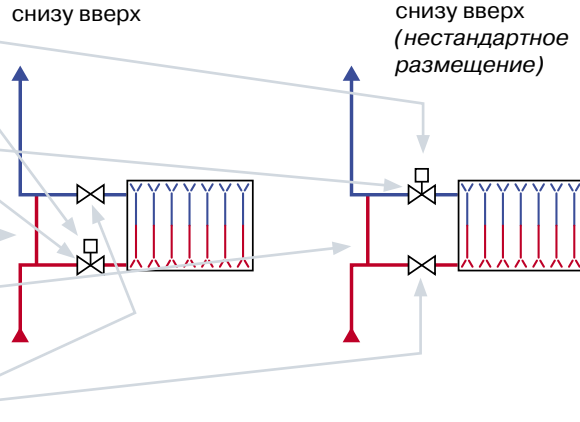 снизу вверх
снизу вверх
(нестандартное
размещение)